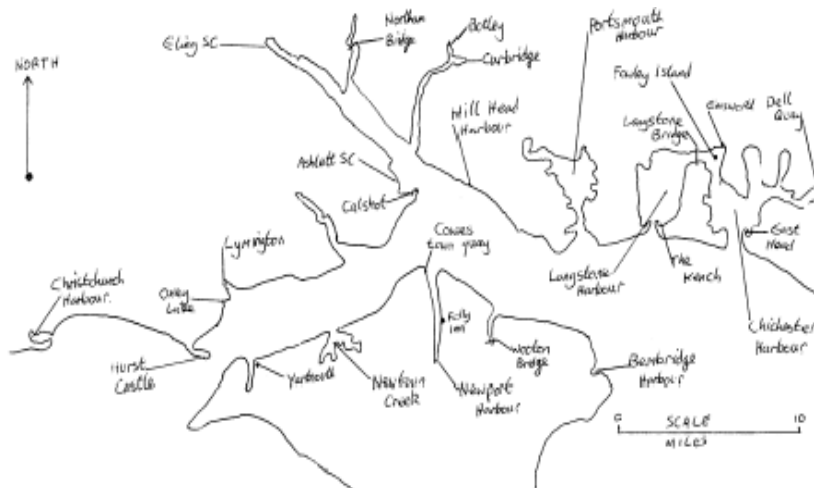 Eling SC
Northam
Bridge
Botley
Curbridge
Portsmouth
Harbour
Fowley Island
Langstone
Bridge
Emsworth
Dell
Quay
NORTH
Hill Head
Harbour
Ashlett SC
Calshot
Lymington
Cowes
town quay
East
Head
Christchurch
Harbour.
Oxey
Lake
Langstone
Harbour
The
Kench
Chichester
Harbour
Folly
Inn
Hurst
Castle
Yarmouth
Newtown
Creek
Newport
Harbour
Wooton
Bridge
Bembridge
Harbour
0 SCALE 10
MILES